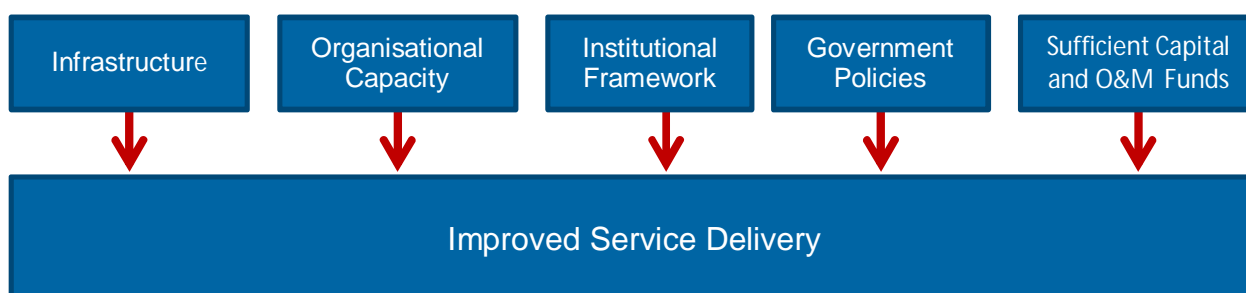 Infrastructure
Organisational
Capacity
Institutional
Framework
Government
Policies
Sufficient Capital
and O&M Funds
Improved Service Delivery